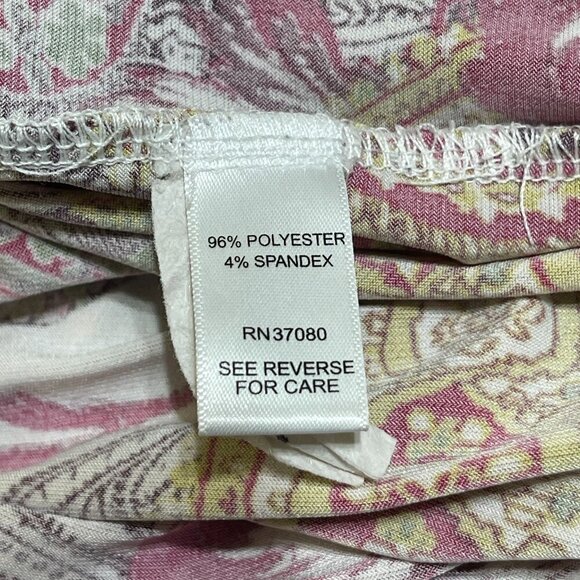 96% POLYESTER
4% SPANDEX
RN37080
SEE REVERSE
FOR CARE